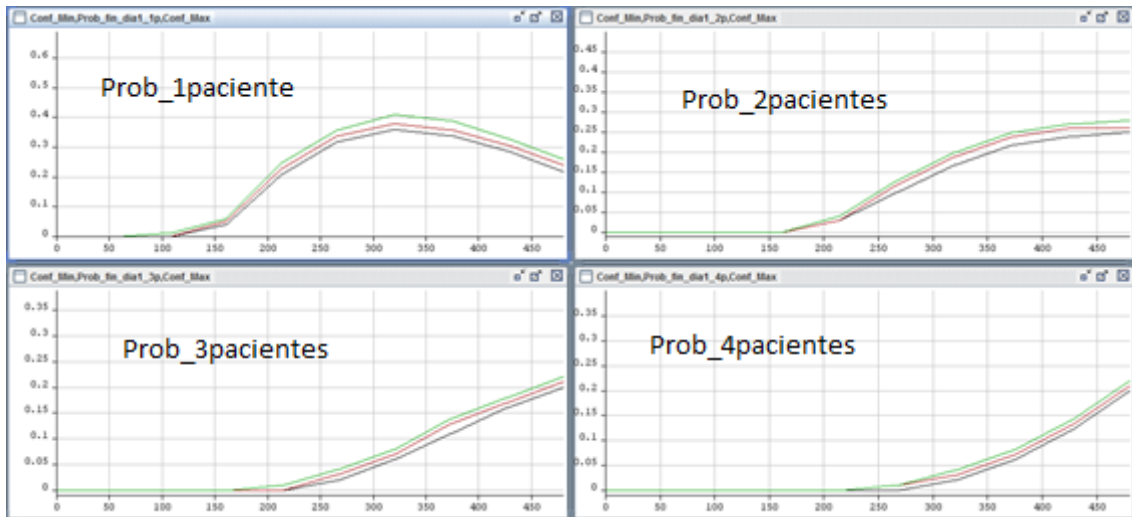 Conf_Min,Prob_fin_dia1_1p,Conf_Max
0.6
0.5
0.4
0.3
0.2
0.1
0
0 50 100 150 200 250 300 350 400 450
Prob_1paciente
Conf_Min,Prob_fin_dia1_2p,Conf_Max
0.45
0.4
0.35
0.3
0.25
0.2
0.15
0.1
0.05
0
0 50 100 150 200 250 300 350 400 450
Prob_2pacientes
Conf_Min,Prob_fin_dia1_3p,Conf_Max
0.35
0.3
0.25
0.2
0.15
0.1
0.05
0
0 50 100 150 200 250 300 350 400 450
Prob_3pacientes
Conf_Min,Prob_fin_dia1_4p,Conf_Max
0.35
0.3
0.25
0.2
0.15
0.1
0.05
0
0 50 100 150 200 250 300 350 400 450
Prob_4pacientes